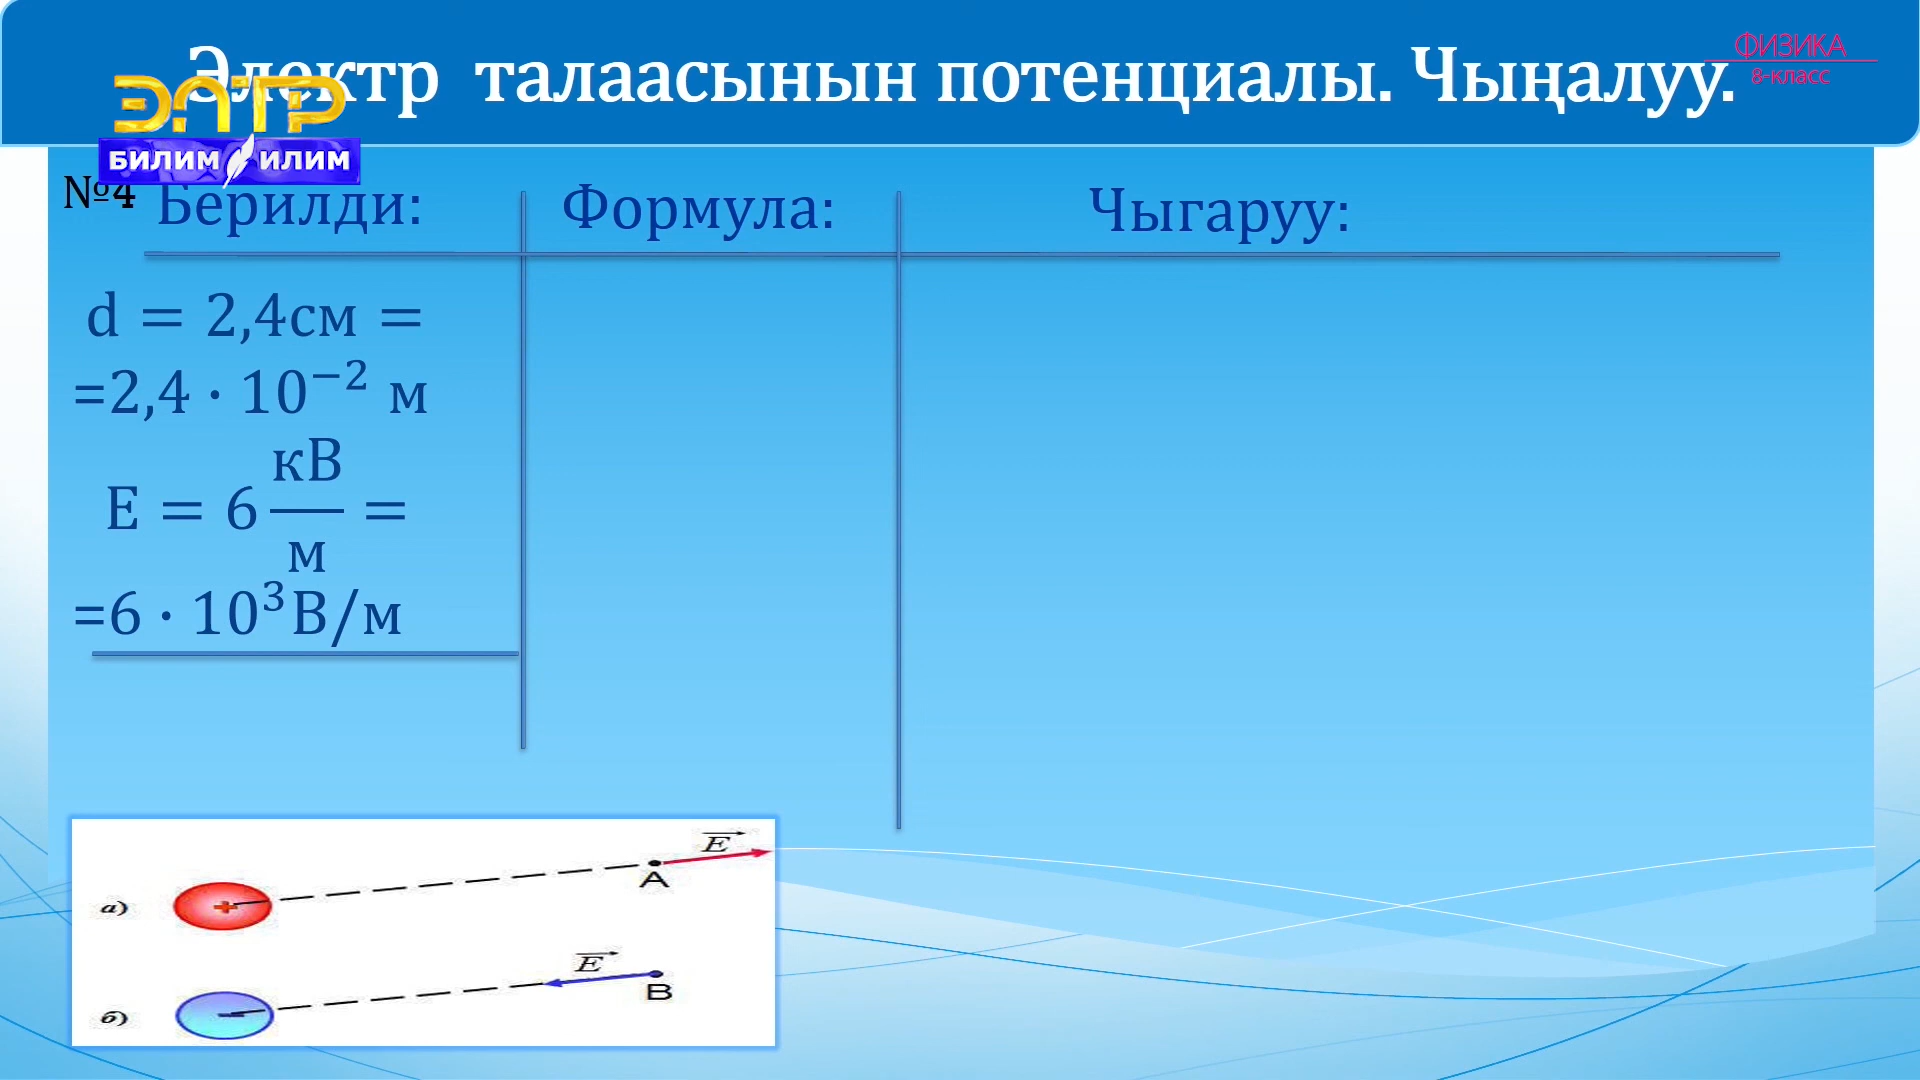 Электр талаасынын потенциалы. Чыңалуу.
ФИЗИКА
8-класс
ЭЛТР
БИЛИМ ИЛИМ
№4
Берилди:
Формула:
Чыгаруу:
d = 2,4см =
=2,4 · 10⁻² м
E = 6 кВ/м =
=6 · 10³В/м
E
A
а)
+
E
B
б)
−